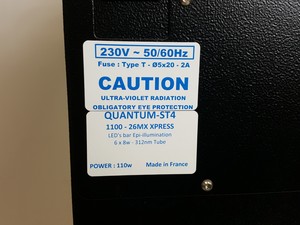 230V ~ 50/60Hz
Fuse : Type T - Ø5x20 - 2A
CAUTION
ULTRA-VIOLET RADIATION
OBLIGATORY EYE PROTECTION
QUANTUM-ST4
1100 - 26MX XPRESS
LED's bar Epi-illumination
6 x 8w - 312nm Tube
POWER : 110w Made in France